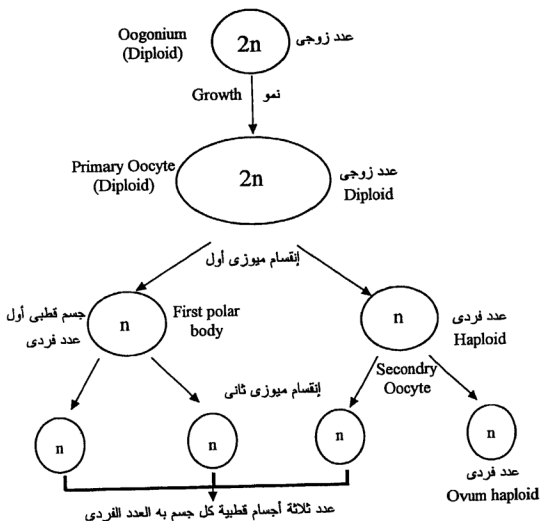 Oogonium
(Diploid)
2n
عدد زوجى
Growth نمو
Primary Oocyte
(Diploid)
2n
عدد زوجى
Diploid
إنقسام ميوزى أول
جسم قطبى أول
عدد فردى
n
First polar
body
n
عدد فردى
Haploid
إنقسام ميوزى ثانى
Secondry
Oocyte
n
n
n
n
عدد فردى
Ovum haploid
عدد ثلاثة أجسام قطبية كل جسم به العدد الفردى